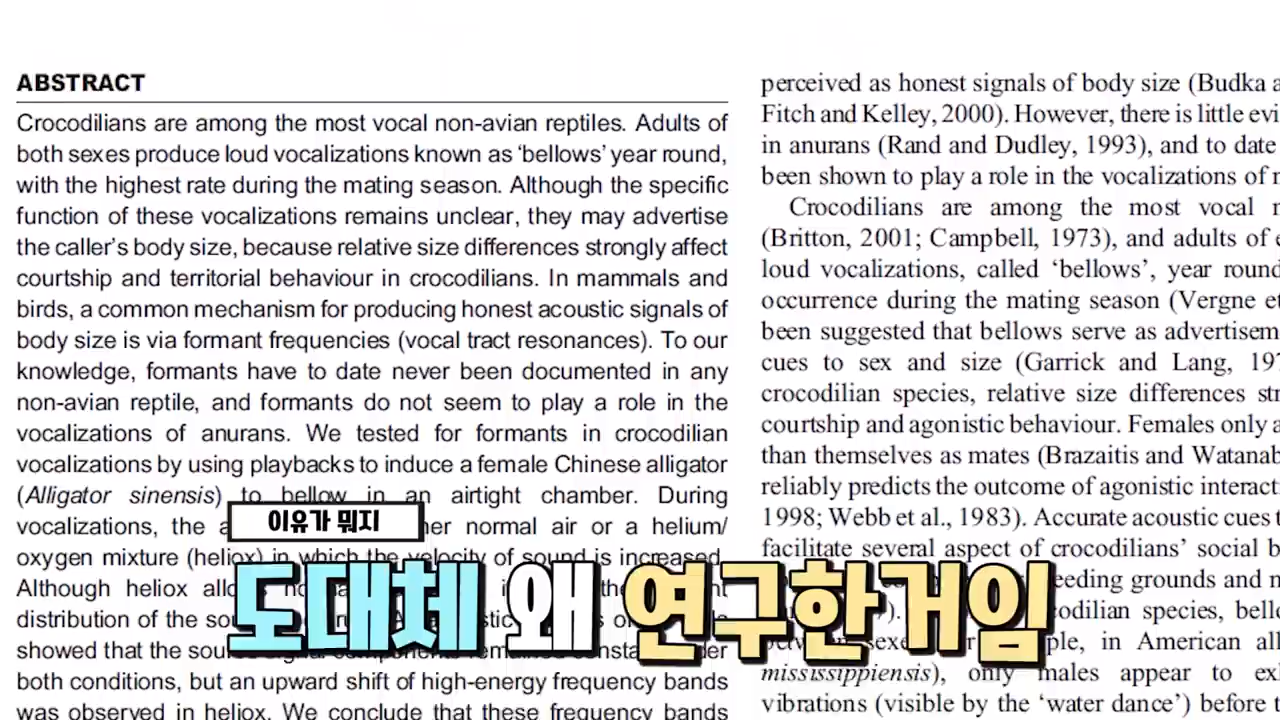 ABSTRACT
Crocodilians are among the most vocal non-avian reptiles. Adults of
both sexes produce loud vocalizations known as ‘bellows’ year round,
with the highest rate during the mating season. Although the specific
function of these vocalizations remains unclear, they may advertise
the caller’s body size, because relative size differences strongly affect
courtship and territorial behaviour in crocodilians. In mammals and
birds, a common mechanism for producing honest acoustic signals of
body size is via formant frequencies (vocal tract resonances). To our
knowledge, formants have to date never been documented in any
non-avian reptile, and formants do not seem to play a role in the
vocalizations of anurans. We tested for formants in crocodilian
vocalizations by using playbacks to induce a female Chinese alligator
(Alligator sinensis) to bellow in an airtight chamber. During
vocalizations, the normal air or a helium/
oxygen mixture (heliox) in which the velocity of sound is increased.
Although heliox
distribution of the
showed that the
both conditions, but an upward shift of high-energy frequency bands
was observed in heliox. We conclude that these frequency bands
perceived as honest signals of body size (Budka
Fitch and Kelley, 2000). However, there is little
in anurans (Rand and Dudley, 1993), and to date
been shown to play a role in the vocalizations of
Crocodilians are among the most vocal
(Britton, 2001; Campbell, 1973), and adults of
loud vocalizations, called ‘bellows’, year round
occurrence during the mating season (Vergne et
been suggested that bellows serve as
cues to sex and size (Garrick and Lang,
crocodilian species, relative size differences
courtship and agonistic behaviour. Females only
than themselves as mates (Brazaitis and
reliably predicts the outcome of agonistic
1998; Webb et al., 1983). Accurate acoustic cues
facilitate several aspect of crocodilians’ social
grounds and
species,
in American
mississippiensis), only males appear to
vibrations (visible by the ‘water dance’) before
이유가 뭐지
도대체 왜 연구한거임